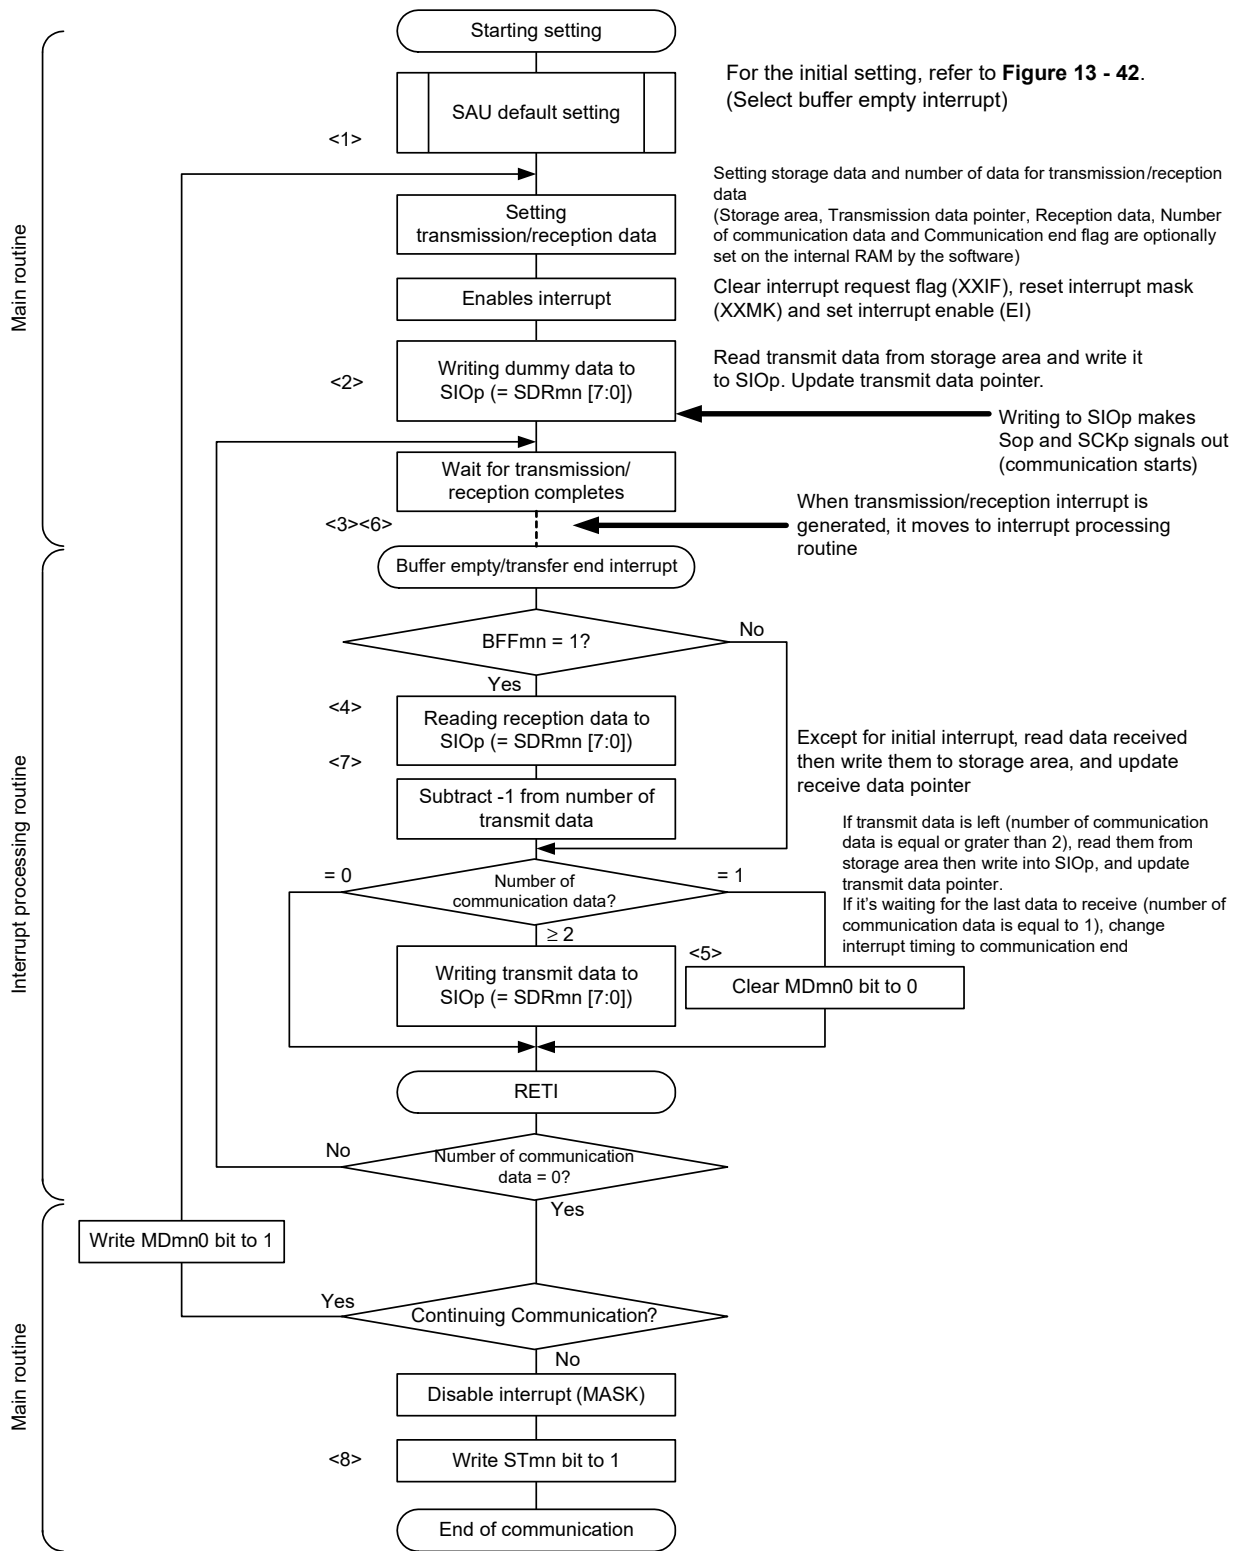 Starting setting
For the initial setting, refer to Figure 13 - 42.
(Select buffer empty interrupt)
SAU default setting
<1>
Main routine
Setting storage data and number of data for transmission/reception
data
(Storage area, Transmission data pointer, Reception data, Number
of communication data and Communication end flag are optionally
set on the internal RAM by the software)
Setting
transmission/reception data
Enables interrupt
Clear interrupt request flag (XXIF), reset interrupt mask
(XXMK) and set interrupt enable (EI)
<2>
Writing dummy data to
SIOp (= SDRmn [7:0])
Read transmit data from storage area and write it
to SIOp. Update transmit data pointer.
Writing to SIOp makes
Sop and SCKp signals out
(communication starts)
Wait for transmission/
reception completes
<3><6>
When transmission/reception interrupt is
generated, it moves to interrupt processing
routine
Interrupt processing routine
Buffer empty/transfer end interrupt
BFFmn = 1?
No
Yes
<4>
Reading reception data to
SIOp (= SDRmn [7:0])
<7>
Except for initial interrupt, read data received
then write them to storage area, and update
receive data pointer
Subtract -1 from number of
transmit data
If transmit data is left (number of communication
data is equal or grater than 2), read them from
storage area then write into SIOp, and update
transmit data pointer.
If it's waiting for the last data to receive (number of
communication data is equal to 1), change
interrupt timing to communication end
= 0
Number of
communication data?
= 1
≥ 2
<5>
Writing transmit data to
SIOp (= SDRmn [7:0])
Clear MDmn0 bit to 0
RETI
No
Number of communication
data = 0?
Yes
Main routine
Write MDmn0 bit to 1
Yes
Continuing Communication?
No
Disable interrupt (MASK)
<8>
Write STmn bit to 1
End of communication